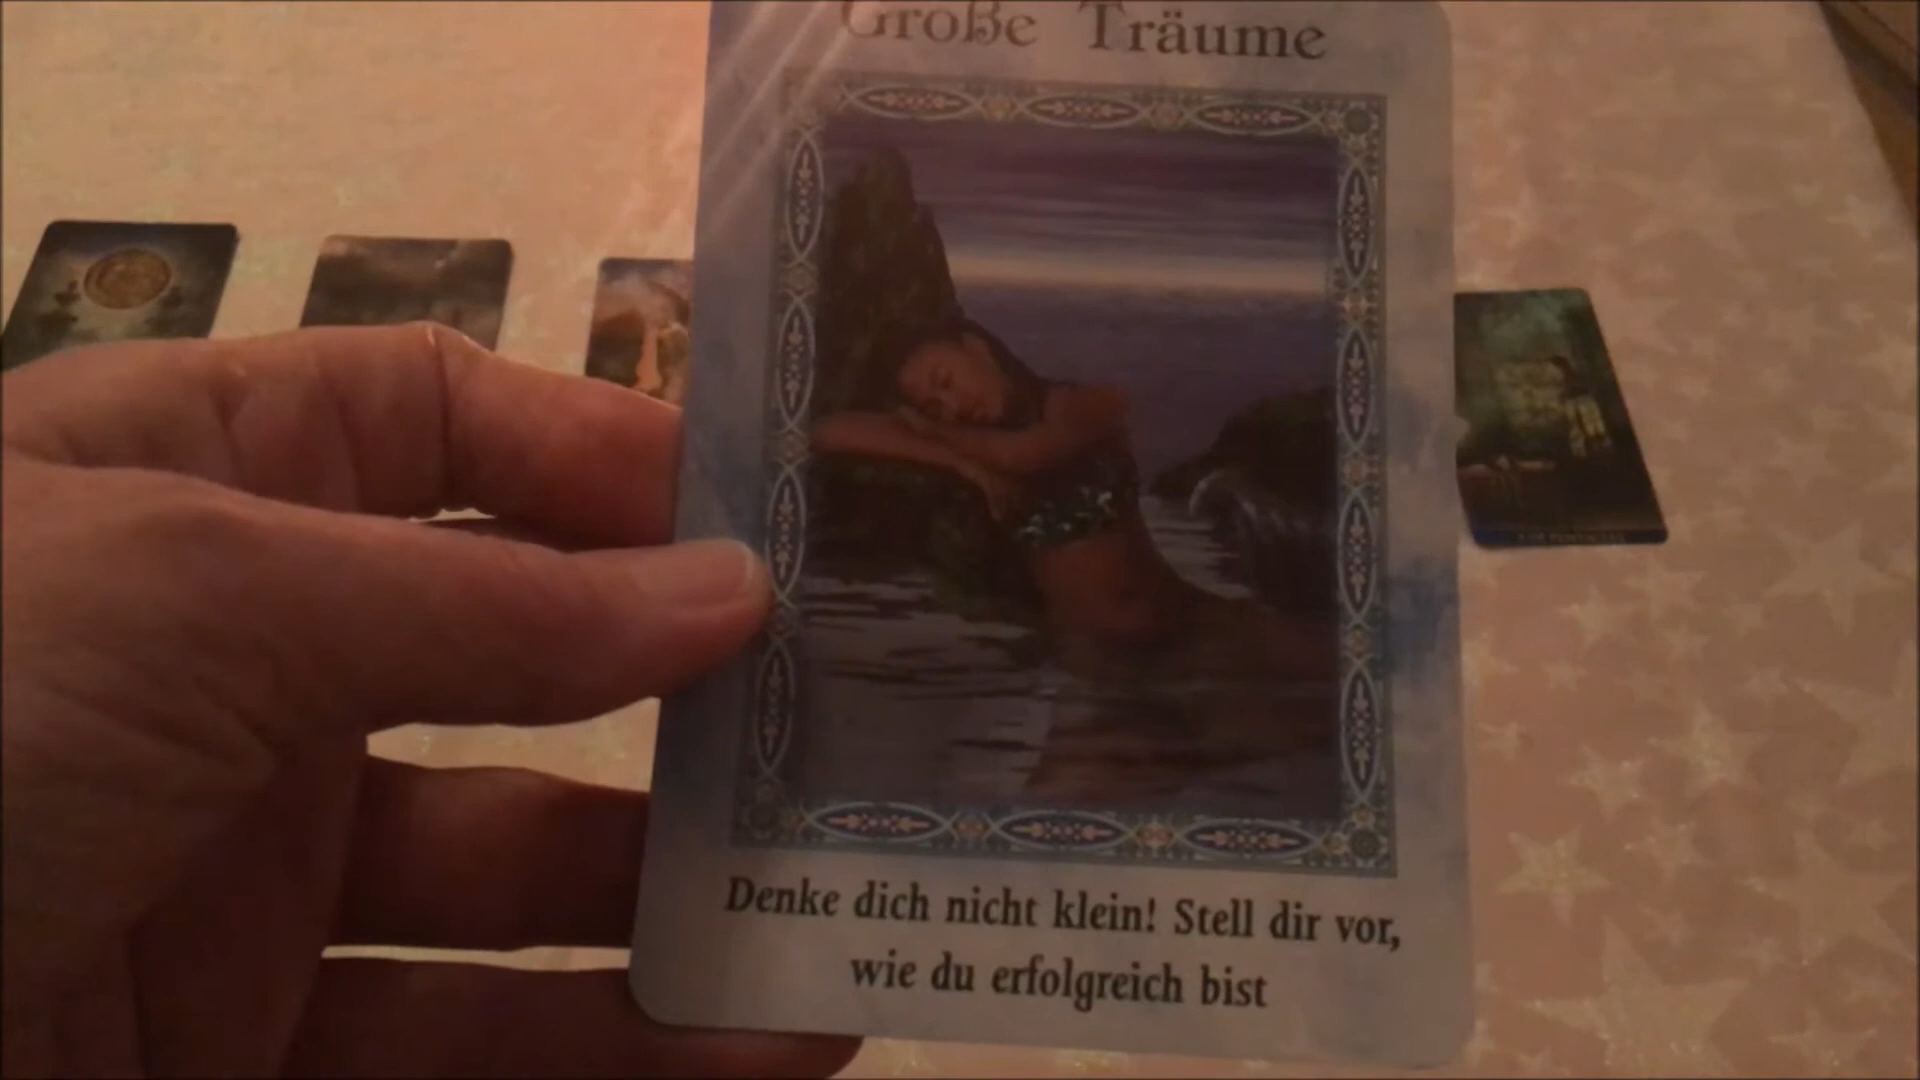 Große Träume
Denke dich nicht klein! Stell dir vor,
wie du erfolgreich bist